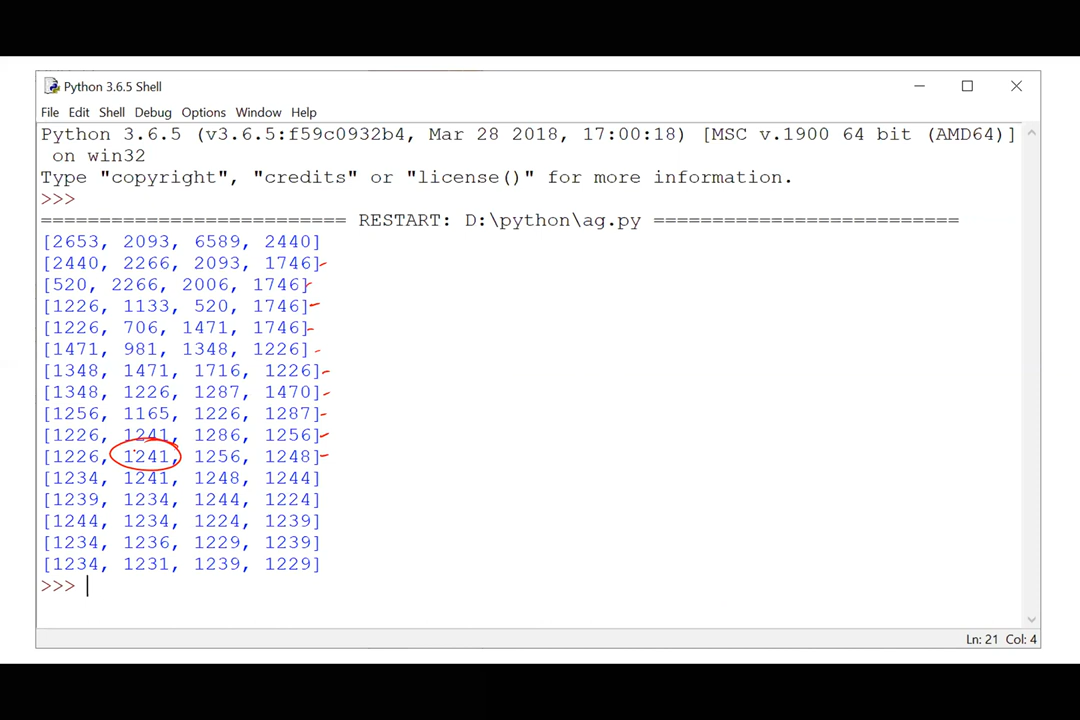 Python 3.6.5 Shell
File Edit Shell Debug Options Window Help
Python 3.6.5 (v3.6.5:f59c0932b4, Mar 28 2018, 17:00:18) [MSC v.1900 64 bit (AMD64)]
on win32
Type "copyright", "credits" or "license()" for more information.
>>>
========================== RESTART: D:\python\ag.py ==========================
[2653, 2093, 6589, 2440]
[2440, 2266, 2093, 1746]
[520, 2266, 2006, 1746]
[1226, 1133, 520, 1746]
[1226, 706, 1471, 1746]
[1471, 981, 1348, 1226]
[1348, 1471, 1716, 1226]
[1348, 1226, 1287, 1470]
[1256, 1165, 1226, 1287]
[1226, 1241, 1286, 1256]
[1226, 1241, 1256, 1248]
[1234, 1241, 1248, 1244]
[1239, 1234, 1244, 1224]
[1244, 1234, 1224, 1239]
[1234, 1236, 1229, 1239]
[1234, 1231, 1239, 1229]
>>>
Ln: 21 Col: 4